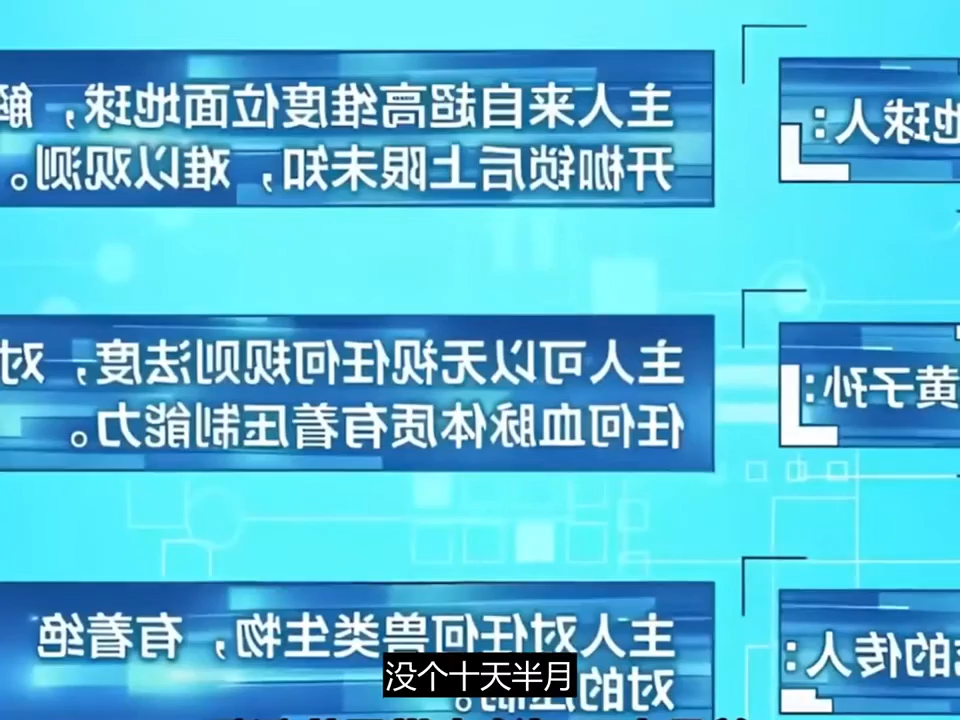 地球人：
主人来自超高维度位面地球，解
开枷锁后上限未知，难以观测。
黄子孙：
主人可以无视任何规则法度，对
任何血脉体质有着压制能力。
的传人：
主人对任何兽类生物，有着绝
对的压制。
没个十天半月